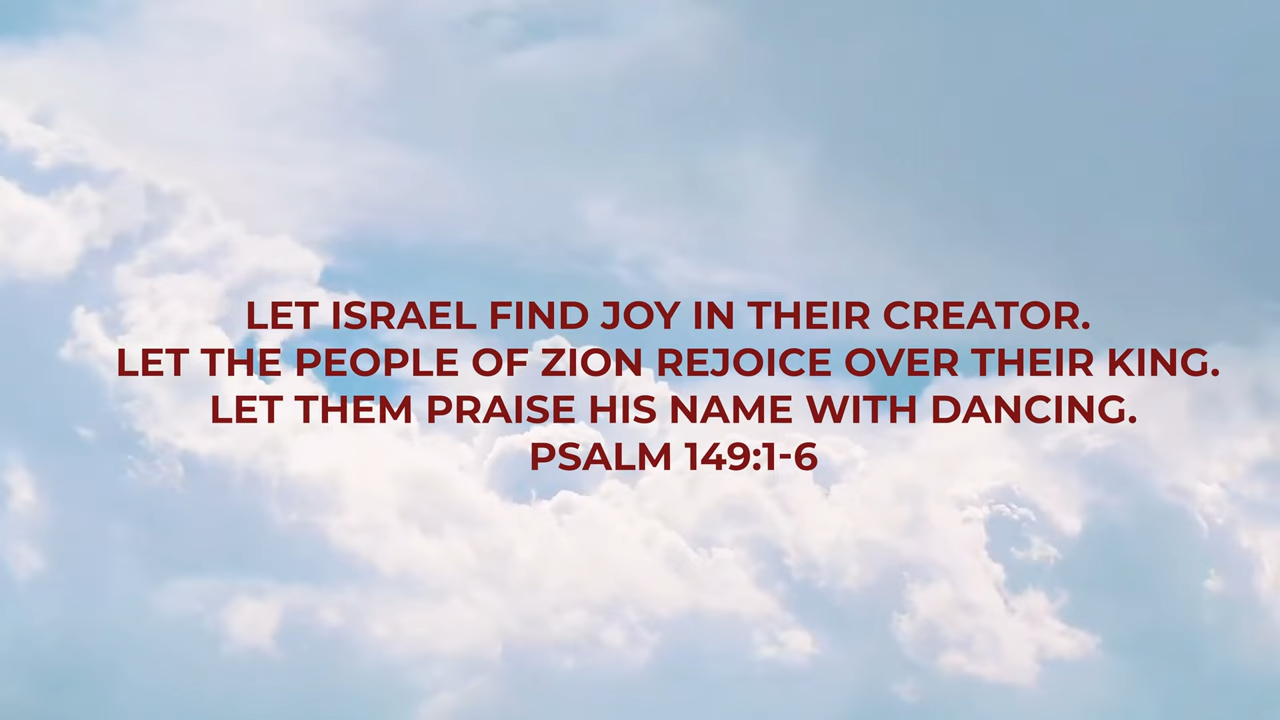 LET ISRAEL FIND JOY IN THEIR CREATOR.
LET THE PEOPLE OF ZION REJOICE OVER THEIR KING.
LET THEM PRAISE HIS NAME WITH DANCING.
PSALM 149:1-6